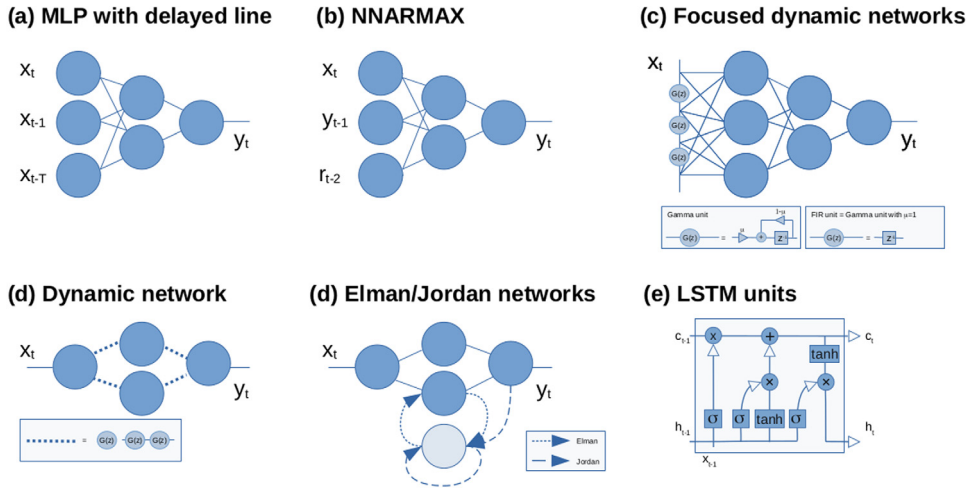 (a) MLP with delayed line
(b) NNARMAX
(c) Focused dynamic networks
xt
xt-1
xt-T
yt
xt
yt-1
rt-2
yt
xt
G(z)
G(z)
G(z)
yt
Gamma unit
G(z) = μ + z 1-μ
FIR unit = Gamma unit with μ=1
G(z) = z
(d) Dynamic network
(d) Elman/Jordan networks
(e) LSTM units
xt
yt
= G(z) G(z) G(z)
xt
yt
Elman
Jordan
ct-1
x
+
ct
tanh
×
×
σ
σ
tanh
σ
ht-1
ht
xt-1